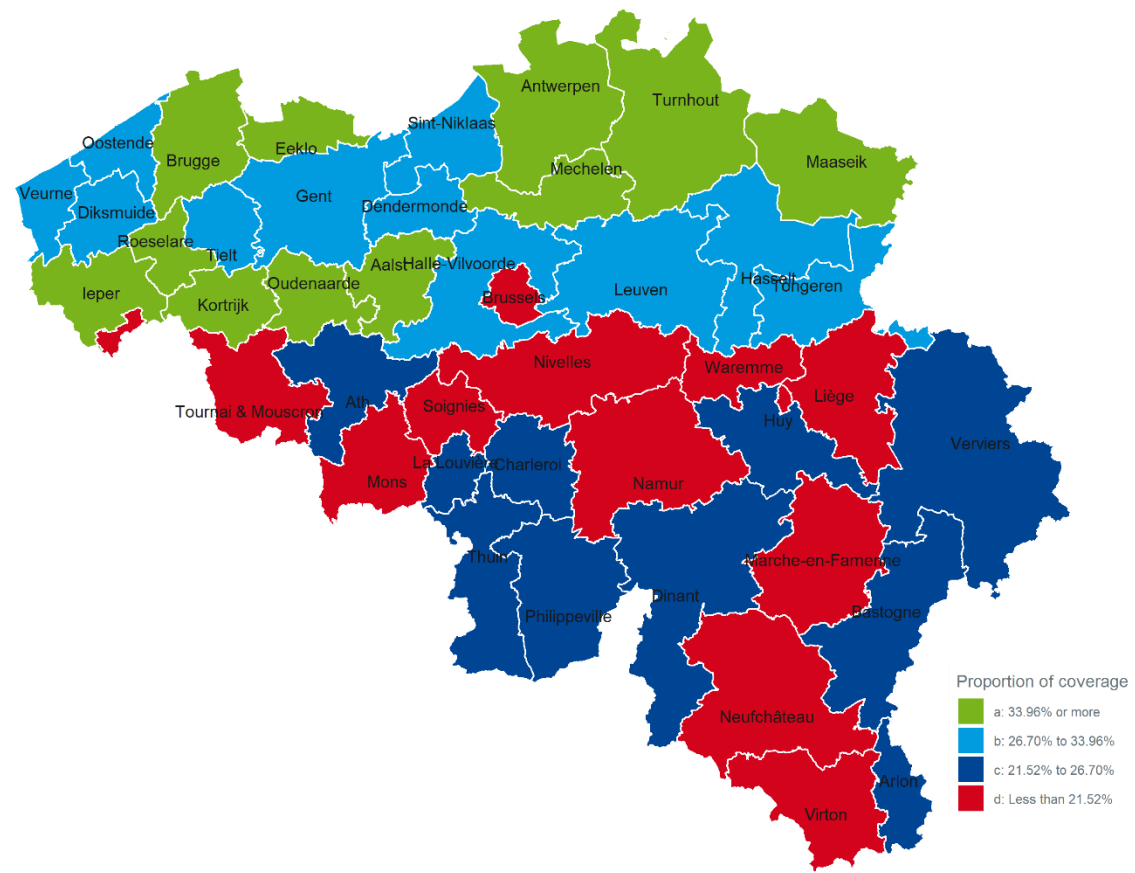 Antwerpen
Turnhout
Sint-Niklaas
Oostende
Eeklo
Brugge
Maaseik
Mechelen
Veurne
Gent
Dendermonde
Diksmuide
Roeselare
Tielt
Aalst
Halle-Vilvoorde
Hasselt
Tongeren
Oudenaarde
Leuven
Ieper
Kortrijk
Brussels
Nivelles
Waremme
Liège
Ath
Soignies
Tournai & Mouscron
Huy
Verviers
La Louvière
Charleroi
Mons
Namur
Thuin
Marche-en-Famenne
Dinant
Bastogne
Philippeville
Neufchâteau
Arlon
Virton
Proportion of coverage
a: 33.96% or more
b: 26.70% to 33.96%
c: 21.52% to 26.70%
d: Less than 21.52%